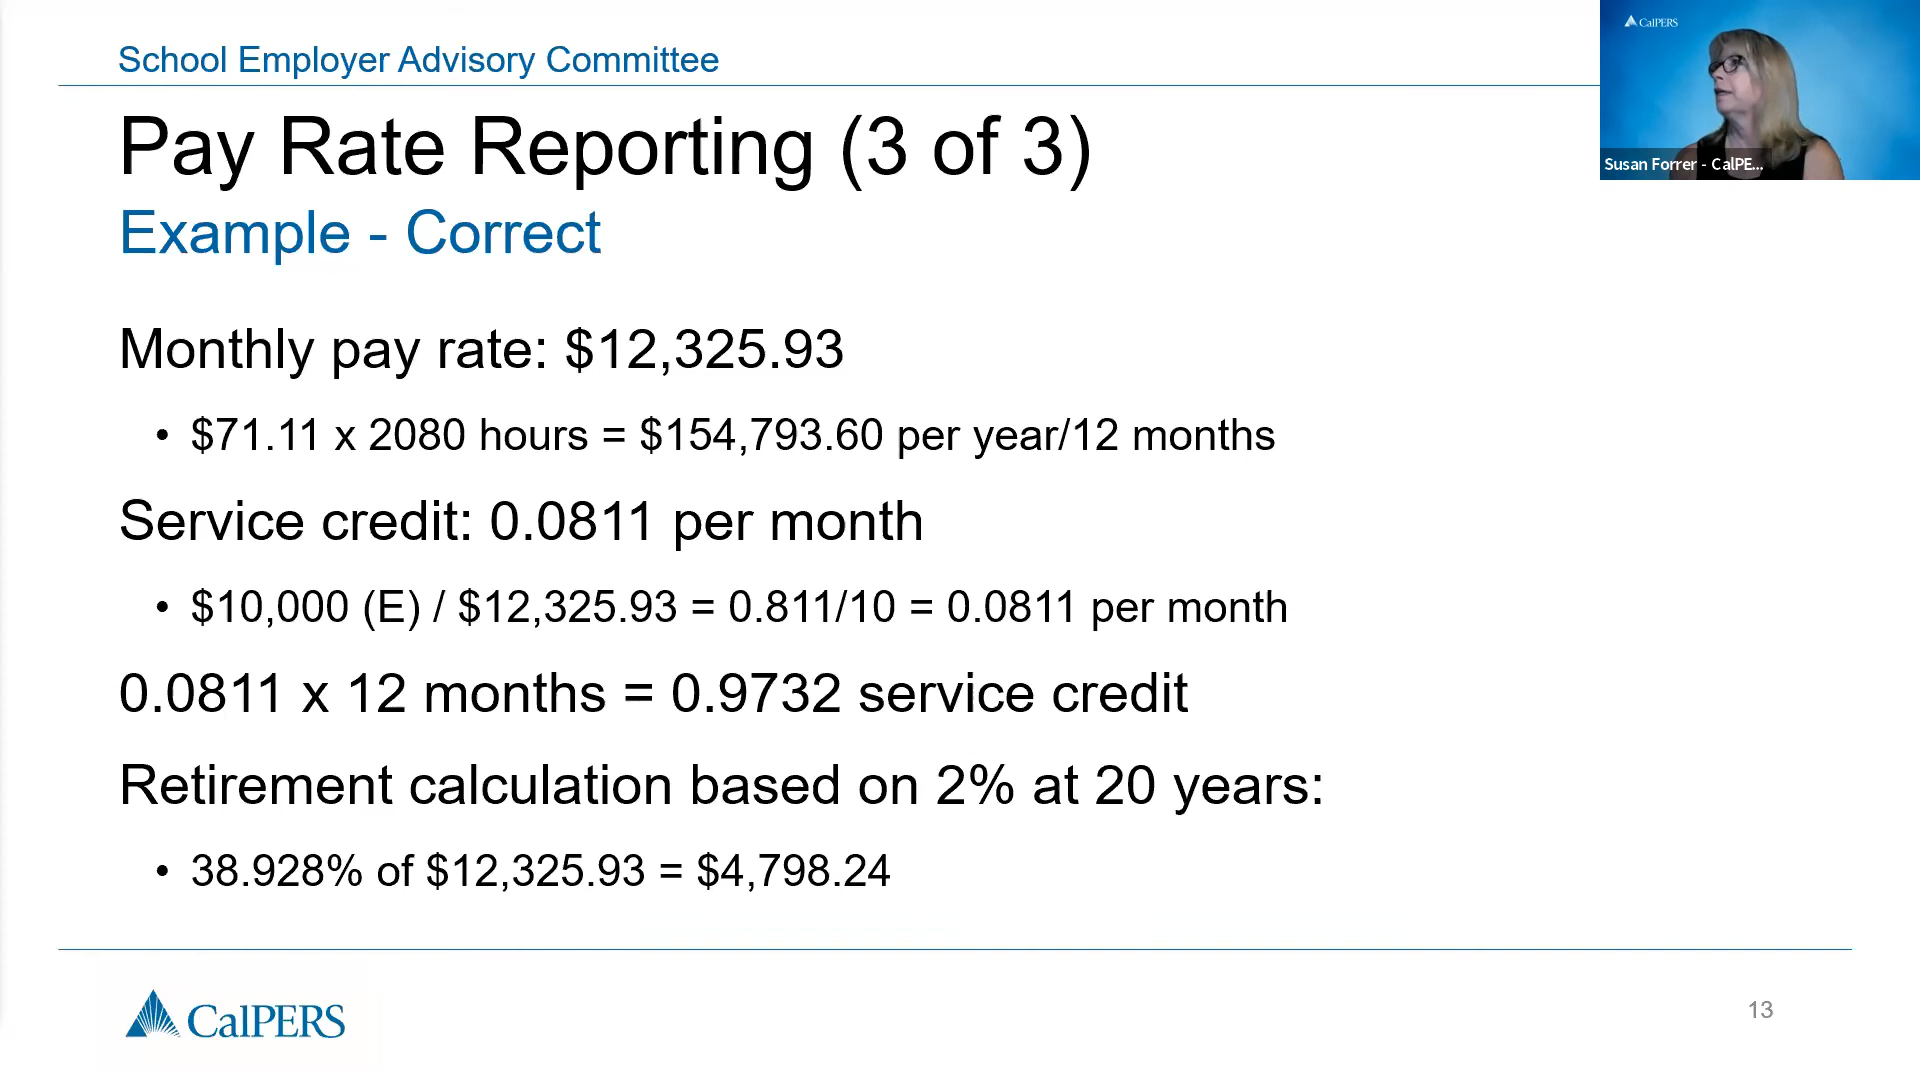 School Employer Advisory Committee
CalPERS
Susan Forrer - CalPE...
Pay Rate Reporting (3 of 3)
Example - Correct
Monthly pay rate: $12,325.93
• $71.11 x 2080 hours = $154,793.60 per year/12 months
Service credit: 0.0811 per month
• $10,000 (E) / $12,325.93 = 0.811/10 = 0.0811 per month
0.0811 x 12 months = 0.9732 service credit
Retirement calculation based on 2% at 20 years:
• 38.928% of $12,325.93 = $4,798.24
CalPERS
13